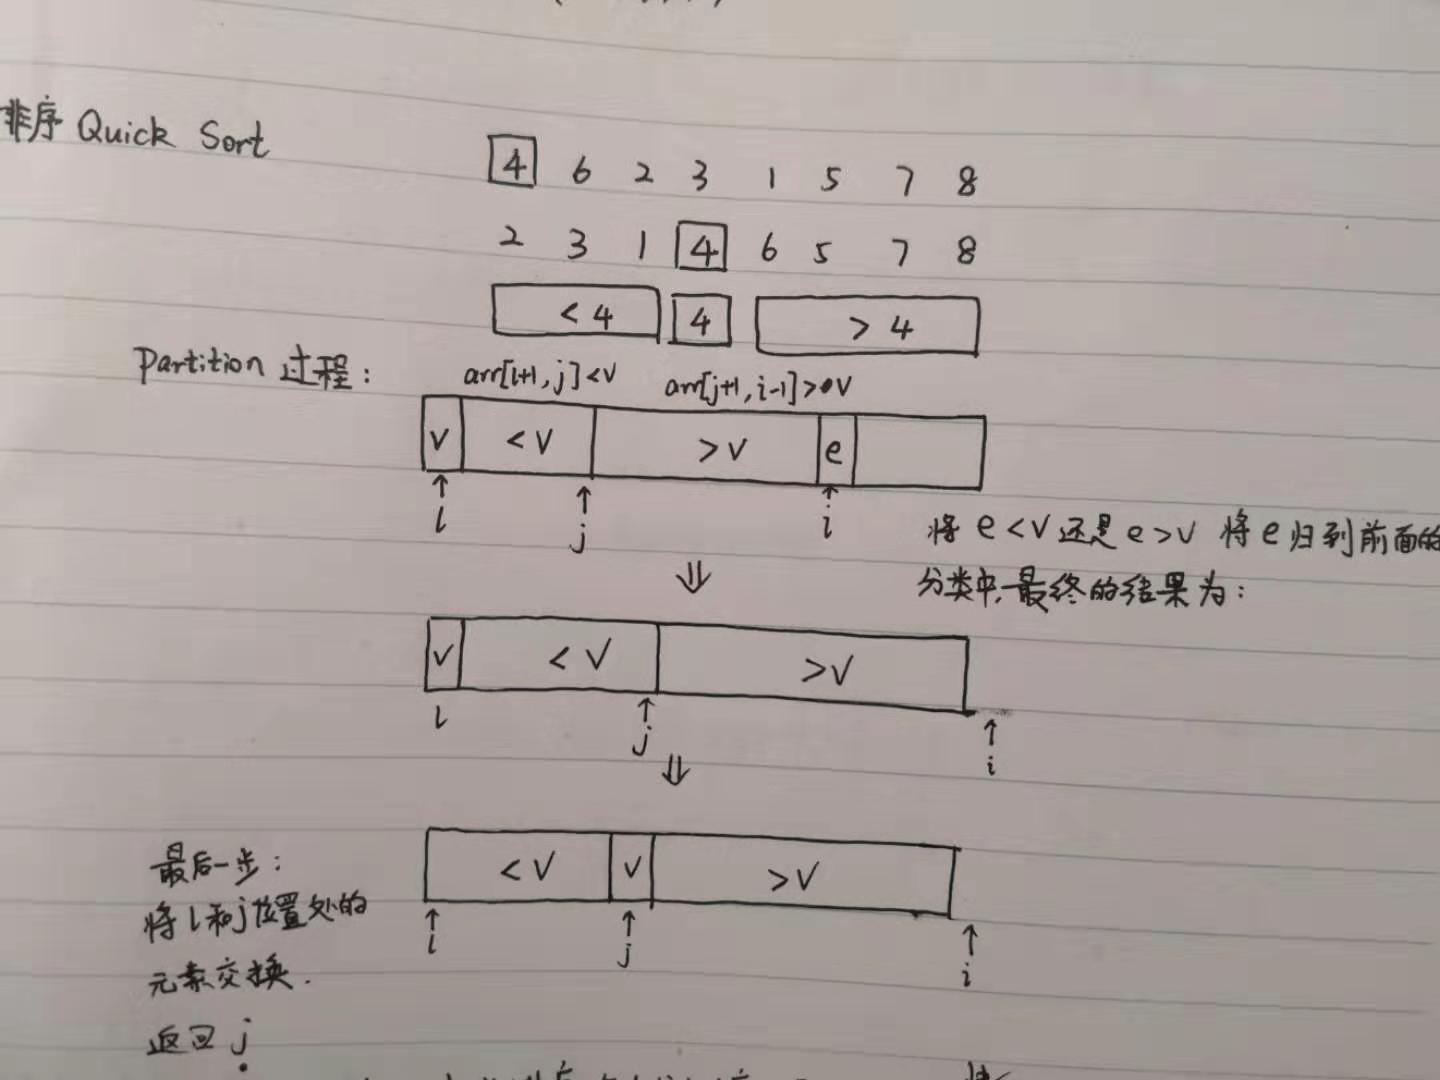 排序 Quick Sort
4 6 2 3 1 5 7 8
2 3 1 4 6 5 7 8
< 4 4 > 4
Partition 过程：
arr[l+1, j]<V arr[j+1, i-1]>V
V <V >V e
l j i
将 e<V 还是 e>V 将 e 归到前面的
分类中，最终的结果为：
⇓
V <V >V
l j i
⇓
<V V >V
l j i
最后一步：
将 l 和 j 位置处的
元素交换.
返回 j